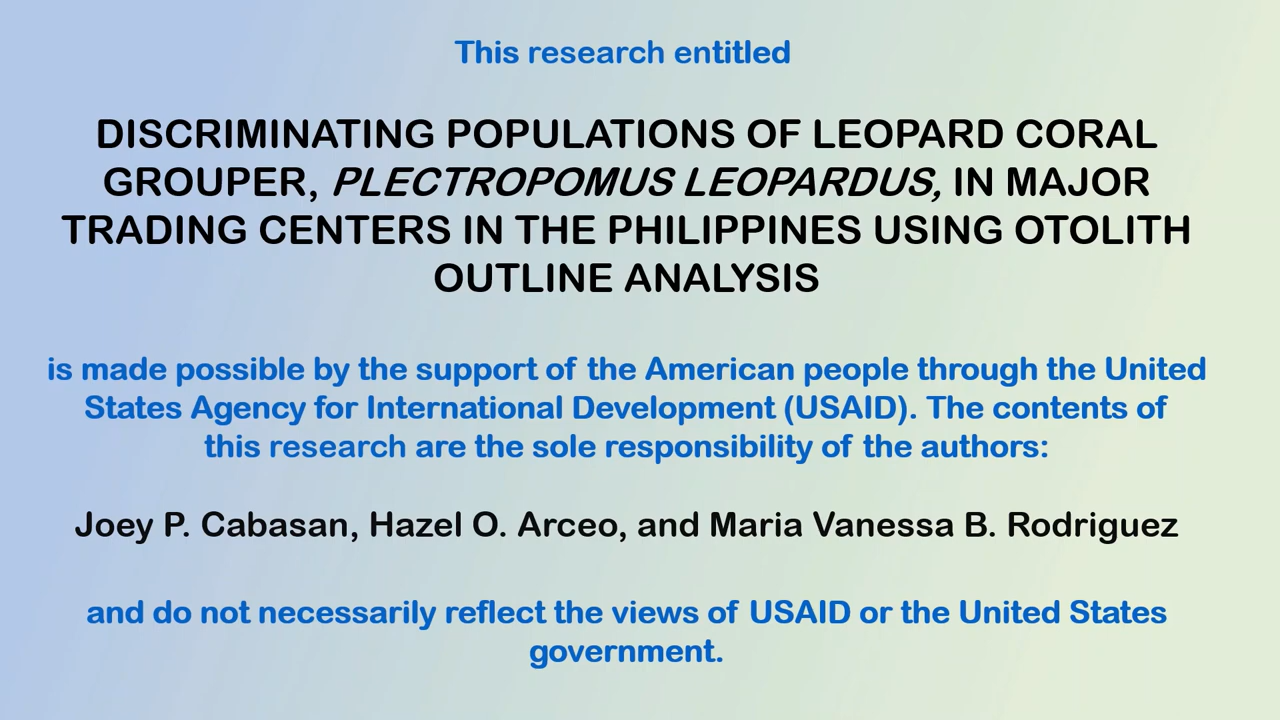 This research entitled
DISCRIMINATING POPULATIONS OF LEOPARD CORAL
GROUPER, PLECTROPOMUS LEOPARDUS, IN MAJOR
TRADING CENTERS IN THE PHILIPPINES USING OTOLITH
OUTLINE ANALYSIS
is made possible by the support of the American people through the United
States Agency for International Development (USAID). The contents of
this research are the sole responsibility of the authors:
Joey P. Cabasan, Hazel O. Arceo, and Maria Vanessa B. Rodriguez
and do not necessarily reflect the views of USAID or the United States
government.